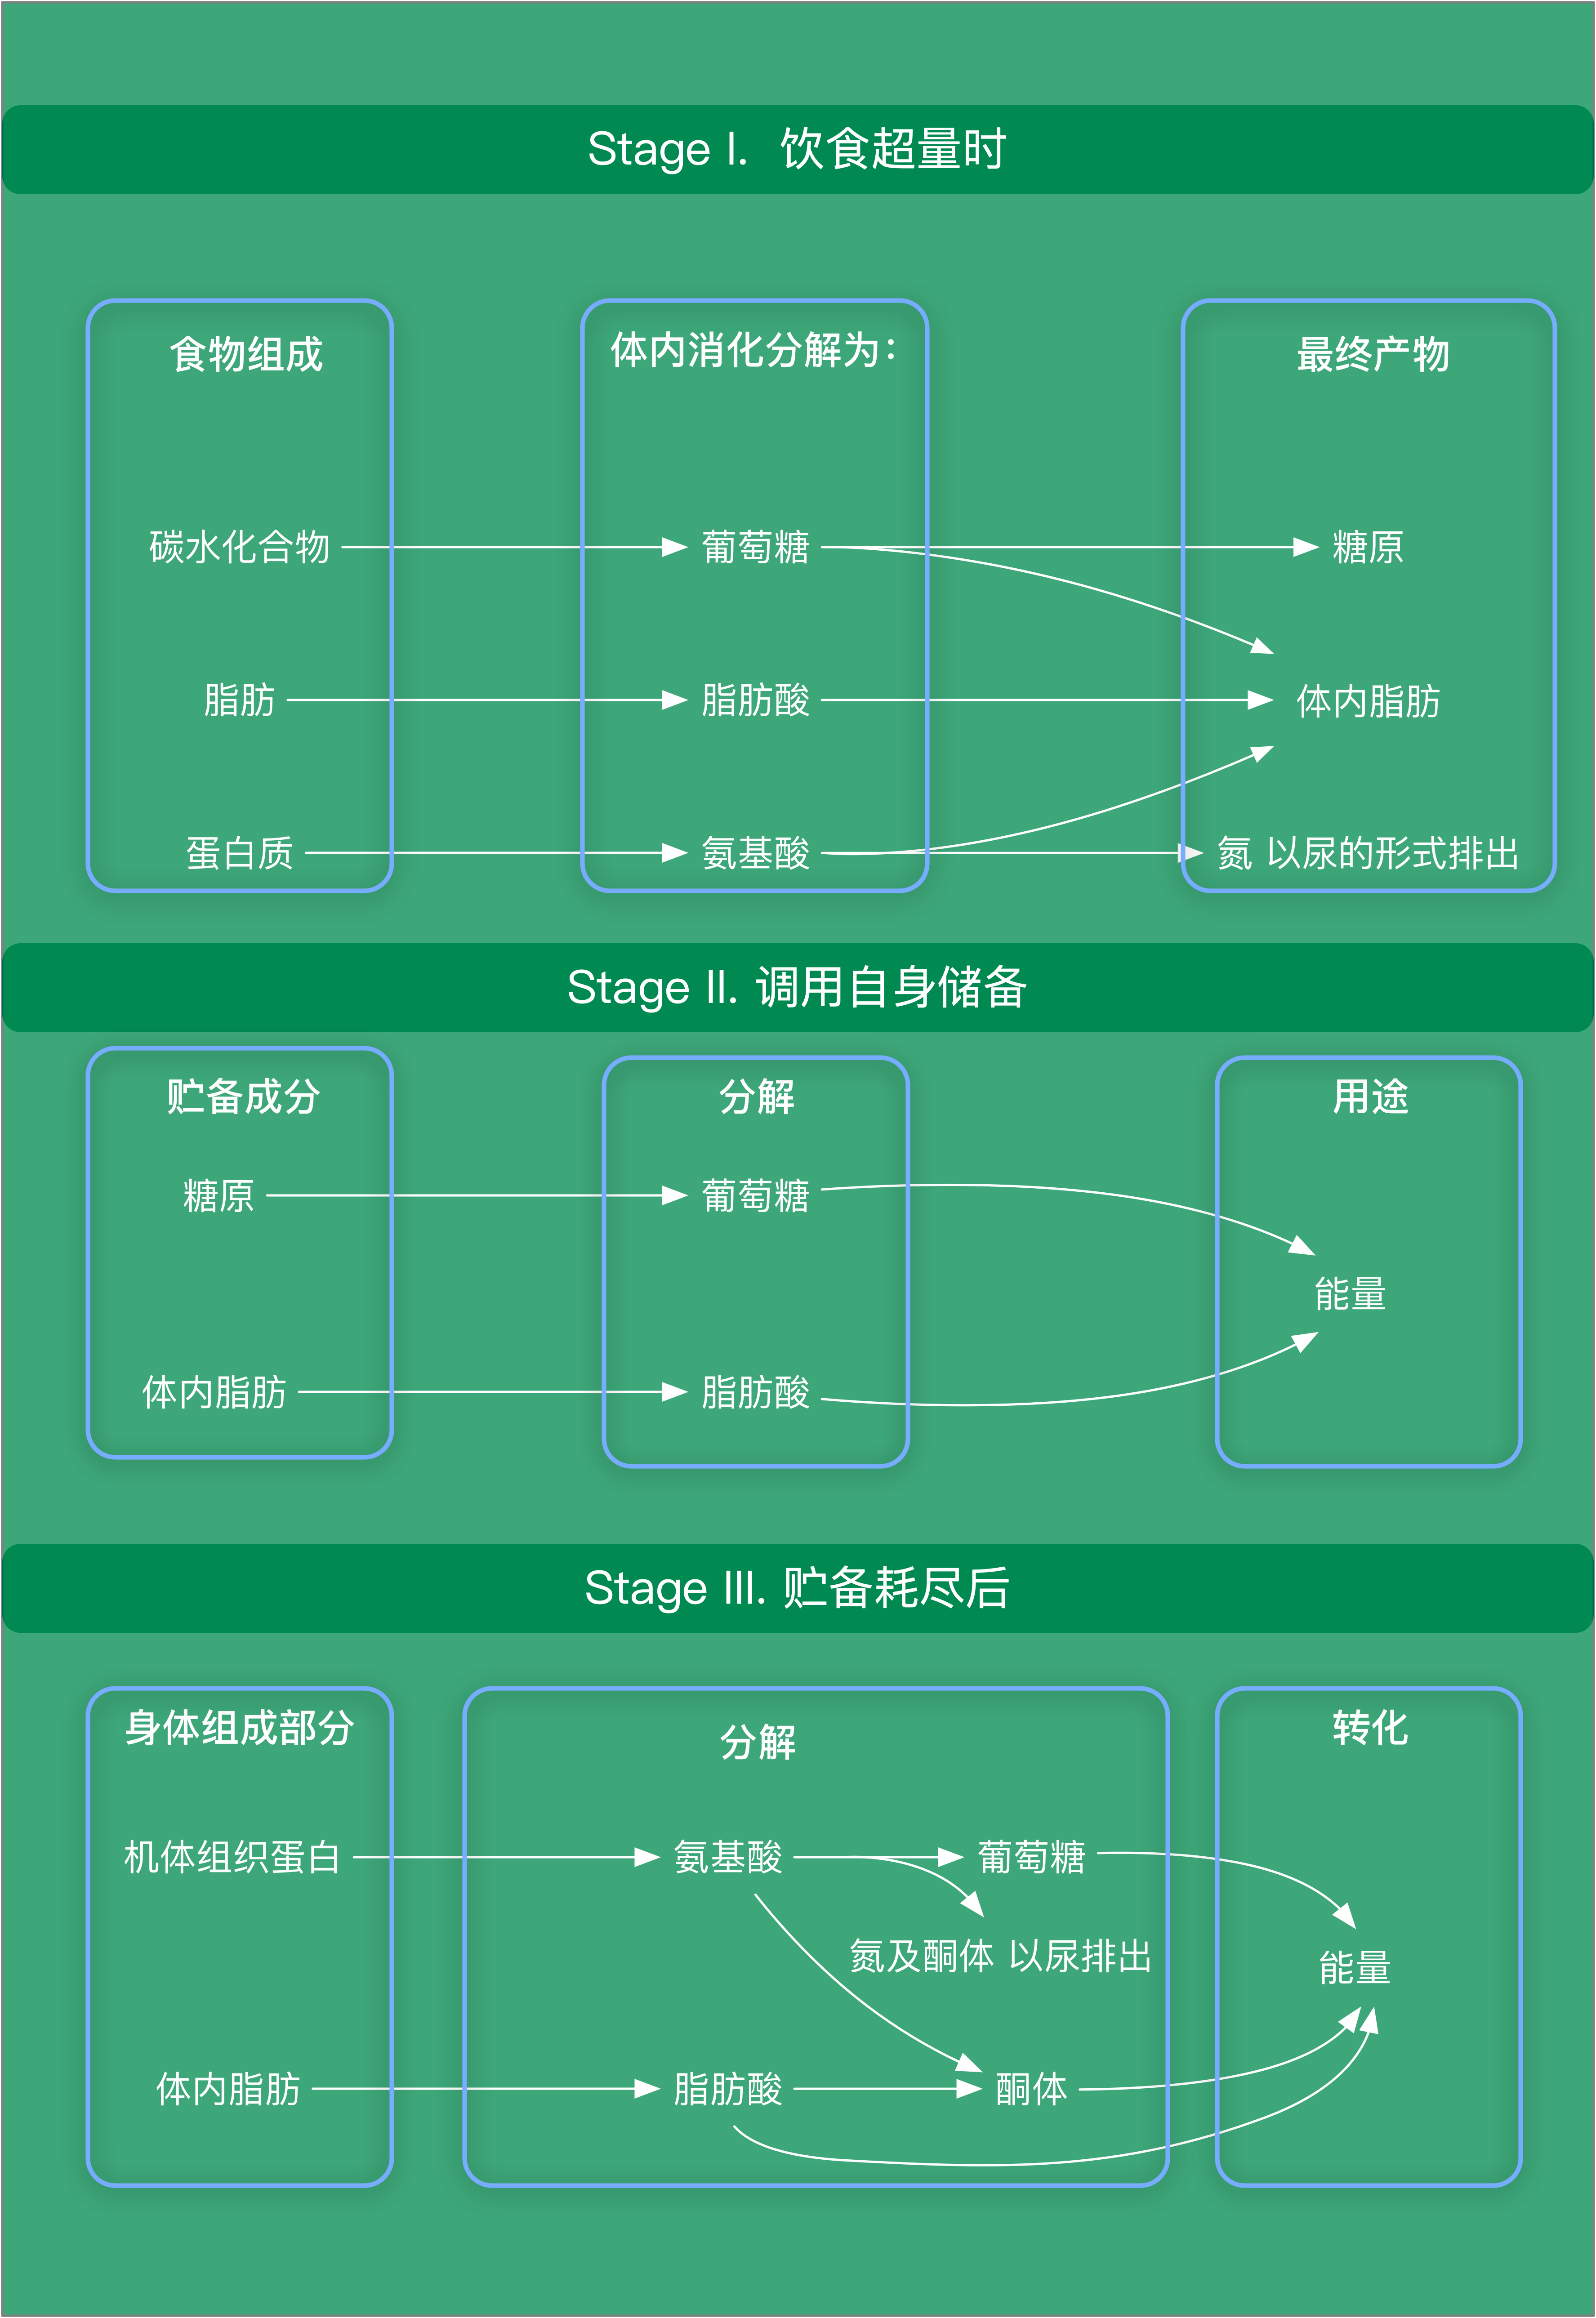 Stage I. 饮食超量时
食物组成
体内消化分解为：
最终产物
碳水化合物
葡萄糖
糖原
脂肪
脂肪酸
体内脂肪
蛋白质
氨基酸
氮 以尿的形式排出
Stage II. 调用自身储备
贮备成分
分解
用途
糖原
葡萄糖
能量
体内脂肪
脂肪酸
Stage III. 贮备耗尽后
身体组成部分
分解
转化
机体组织蛋白
氨基酸
葡萄糖
氮及酮体 以尿排出
能量
体内脂肪
脂肪酸
酮体